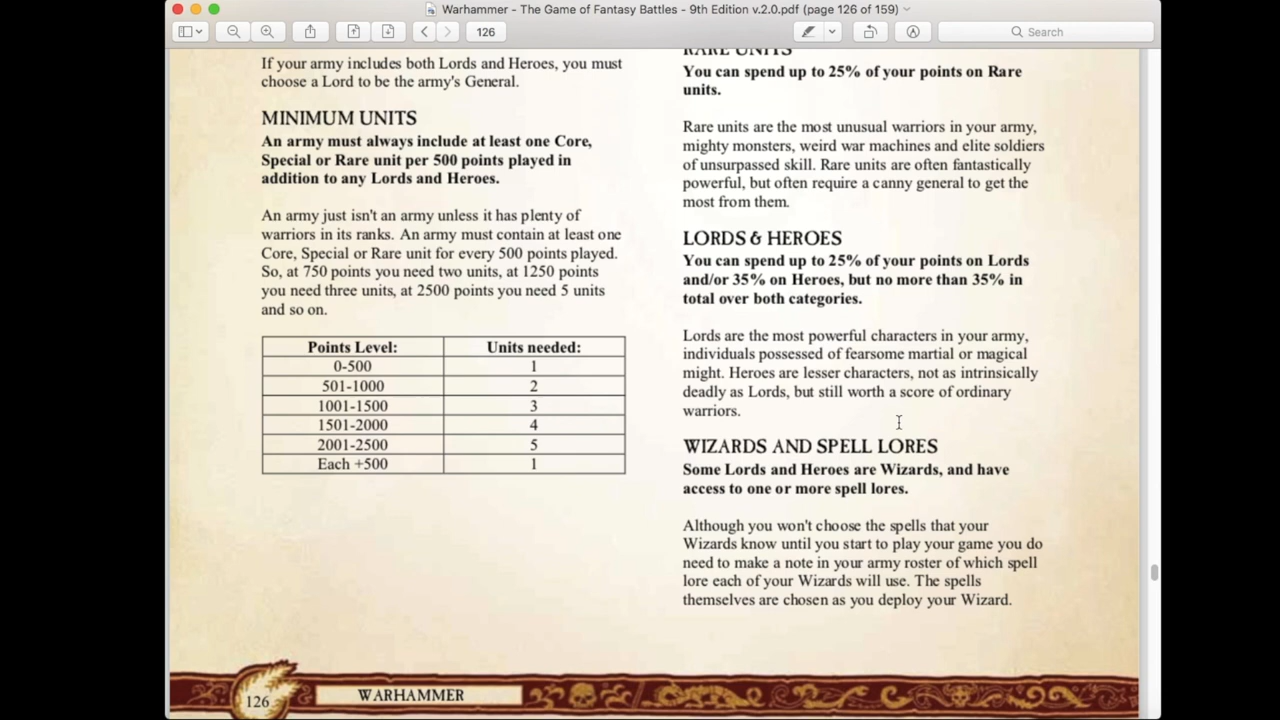 Warhammer - The Game of Fantasy Battles - 9th Edition v.2.0.pdf (page 126 of 159)
126
Search
If your army includes both Lords and Heroes, you must
choose a Lord to be the army's General.
MINIMUM UNITS
An army must always include at least one Core,
Special or Rare unit per 500 points played in
addition to any Lords and Heroes.
An army just isn't an army unless it has plenty of
warriors in its ranks. An army must contain at least one
Core, Special or Rare unit for every 500 points played.
So, at 750 points you need two units, at 1250 points
you need three units, at 2500 points you need 5 units
and so on.
Points Level: Units needed:
0-500 1
501-1000 2
1001-1500 3
1501-2000 4
2001-2500 5
Each +500 1
RARE UNITS
You can spend up to 25% of your points on Rare
units.
Rare units are the most unusual warriors in your army,
mighty monsters, weird war machines and elite soldiers
of unsurpassed skill. Rare units are often fantastically
powerful, but often require a canny general to get the
most from them.
LORDS & HEROES
You can spend up to 25% of your points on Lords
and/or 35% on Heroes, but no more than 35% in
total over both categories.
Lords are the most powerful characters in your army,
individuals possessed of fearsome martial or magical
might. Heroes are lesser characters, not as intrinsically
deadly as Lords, but still worth a score of ordinary
warriors.
WIZARDS AND SPELL LORES
Some Lords and Heroes are Wizards, and have
access to one or more spell lores.
Although you won't choose the spells that your
Wizards know until you start to play your game you do
need to make a note in your army roster of which spell
lore each of your Wizards will use. The spells
themselves are chosen as you deploy your Wizard.
126
WARHAMMER